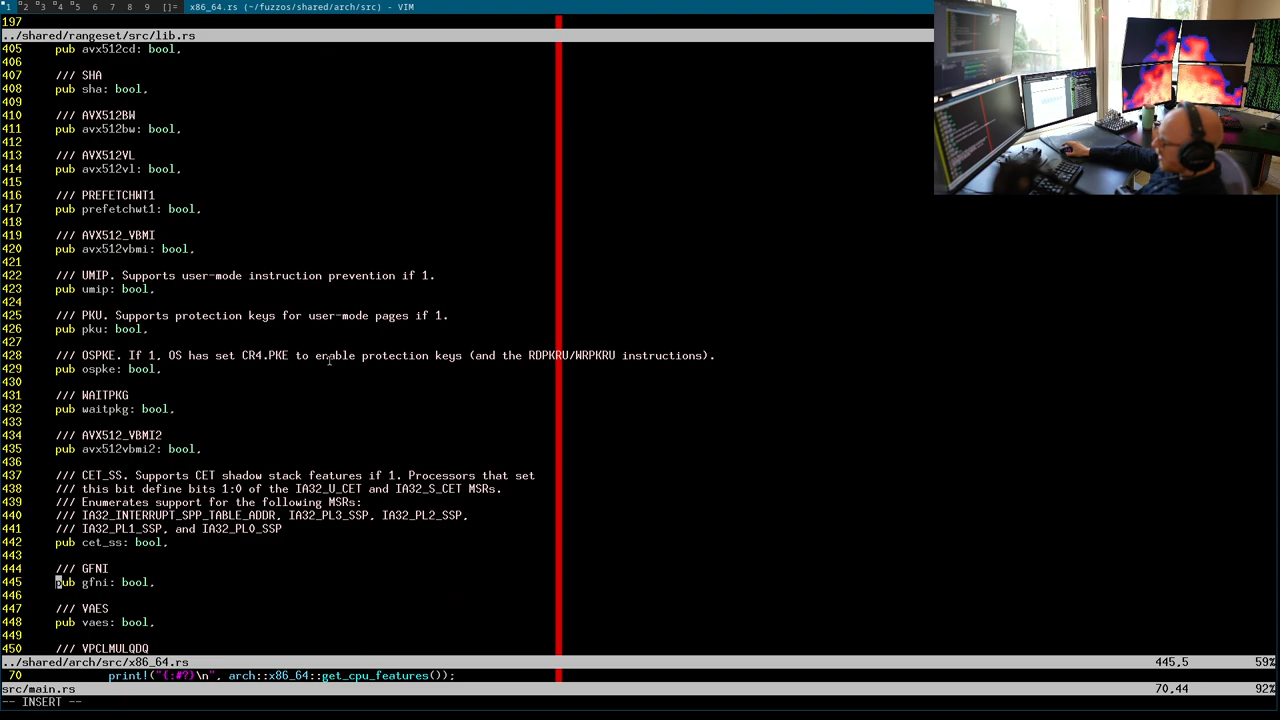 1 2 3 4 5 6 7 8 9 []= x86_64.rs (~/fuzzos/shared/arch/src) - VIM
197
../shared/rangeset/src/lib.rs
405 pub avx512cd: bool,
406
407 /// SHA
408 pub sha: bool,
409
410 /// AVX512BW
411 pub avx512bw: bool,
412
413 /// AVX512VL
414 pub avx512vl: bool,
415
416 /// PREFETCHWT1
417 pub prefetchwt1: bool,
418
419 /// AVX512_VBMI
420 pub avx512vbmi: bool,
421
422 /// UMIP. Supports user-mode instruction prevention if 1.
423 pub umip: bool,
424
425 /// PKU. Supports protection keys for user-mode pages if 1.
426 pub pku: bool,
427
428 /// OSPKE. If 1, OS has set CR4.PKE to enable protection keys (and the RDPKRU/WRPKRU instructions).
429 pub ospke: bool,
430
431 /// WAITPKG
432 pub waitpkg: bool,
433
434 /// AVX512_VBMI2
435 pub avx512vbmi2: bool,
436
437 /// CET_SS. Supports CET shadow stack features if 1. Processors that set
438 /// this bit define bits 1:0 of the IA32_U_CET and IA32_S_CET MSRs.
439 /// Enumerates support for the following MSRs:
440 /// IA32_INTERRUPT_SPP_TABLE_ADDR, IA32_PL3_SSP, IA32_PL2_SSP,
441 /// IA32_PL1_SSP, and IA32_PL0_SSP
442 pub cet_ss: bool,
443
444 /// GFNI
445 pub gfni: bool,
446
447 /// VAES
448 pub vaes: bool,
449
450 /// VPCLMULQDQ
../shared/arch/src/x86_64.rs 445,5 59%
70 print!("{:#?}\n", arch::x86_64::get_cpu_features());
src/main.rs 70,44 92%
-- INSERT --